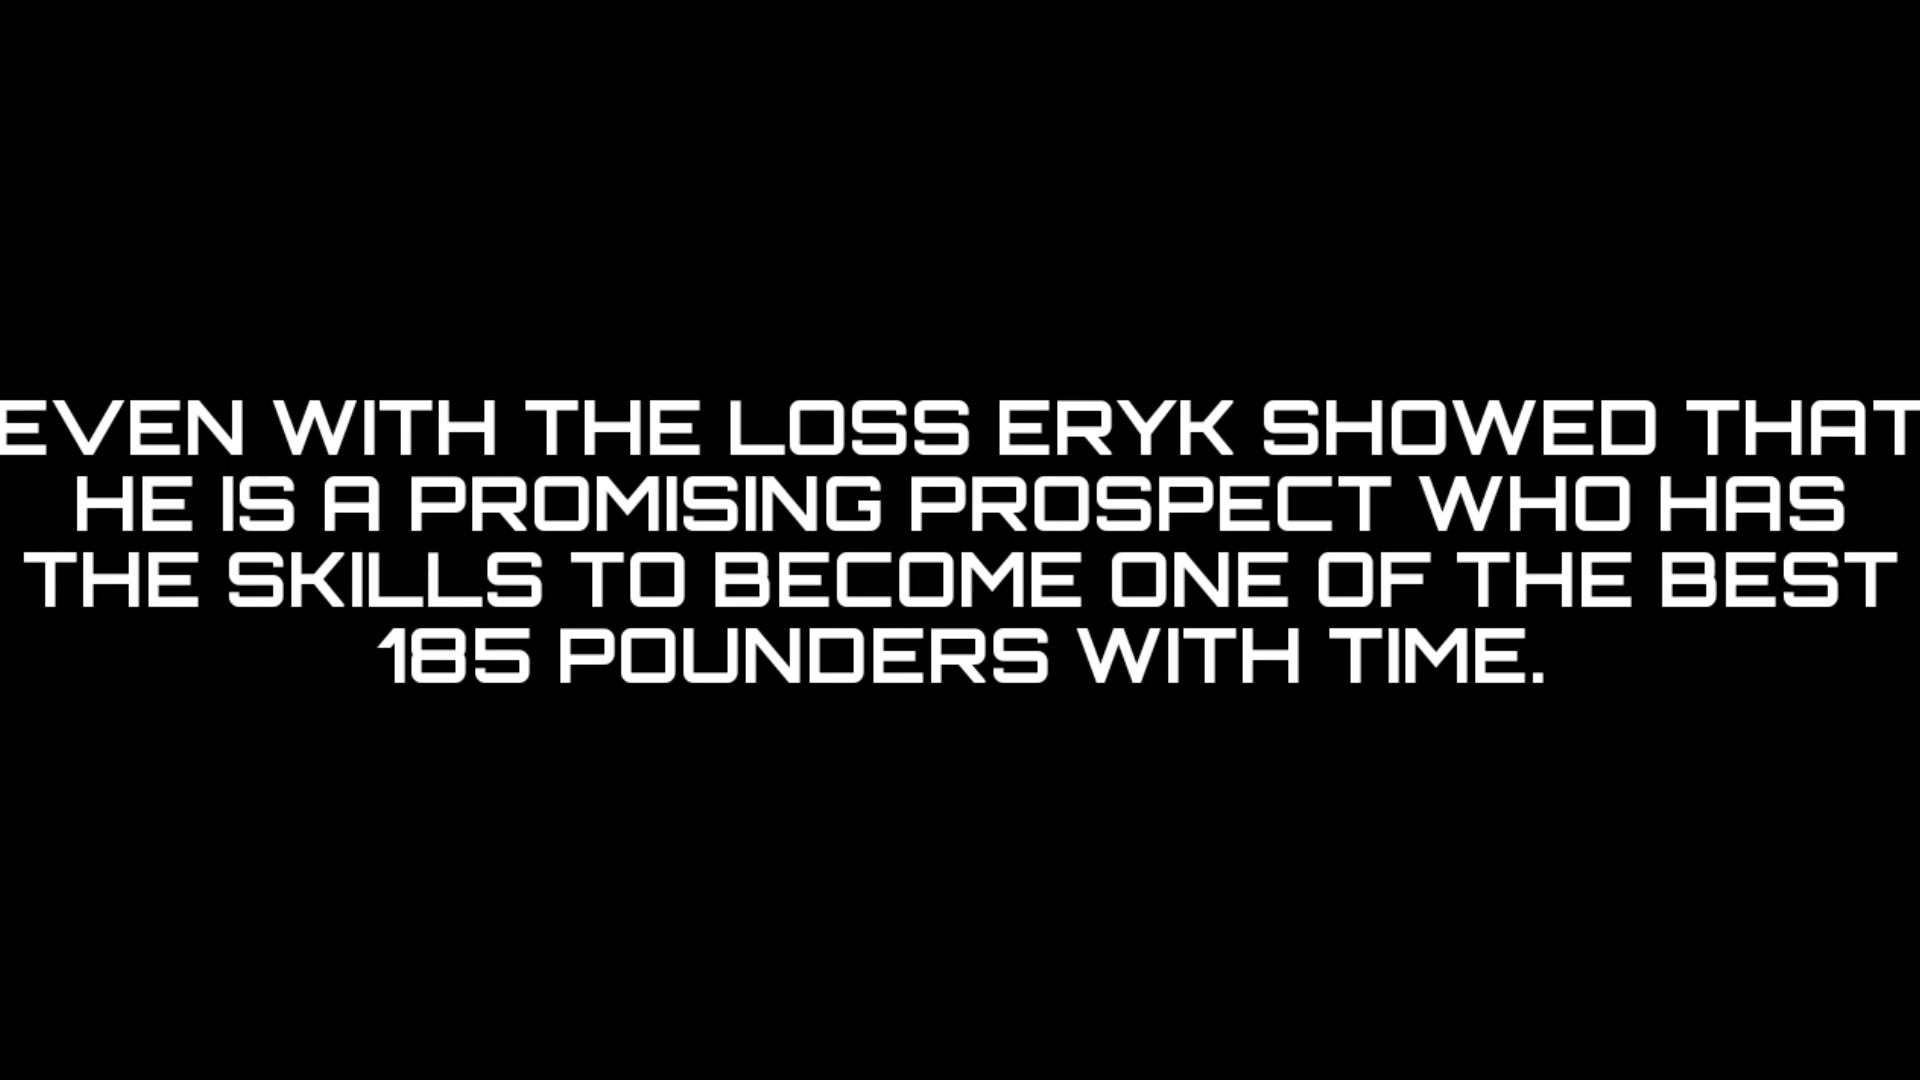 EVEN WITH THE LOSS ERYK SHOWED THAT
HE IS A PROMISING PROSPECT WHO HAS
THE SKILLS TO BECOME ONE OF THE BEST
185 POUNDERS WITH TIME.